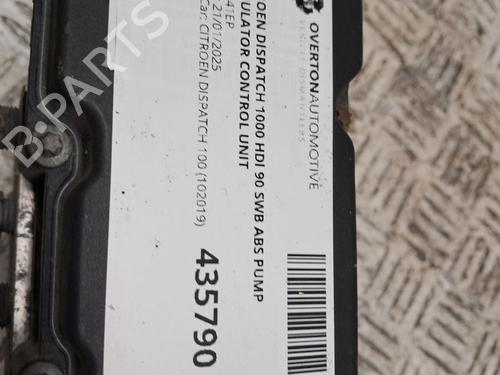 OVERTONAUTOMOTIVE
VEHICLE DISMANTLERS
OEN DISPATCH 1000 HDI 90 SWB ABS PUMP
ULATOR CONTROL UNIT
41EP
21/01/2025
Car: CITROEN DISPATCH 100 (102019)
435790
B-PARTS